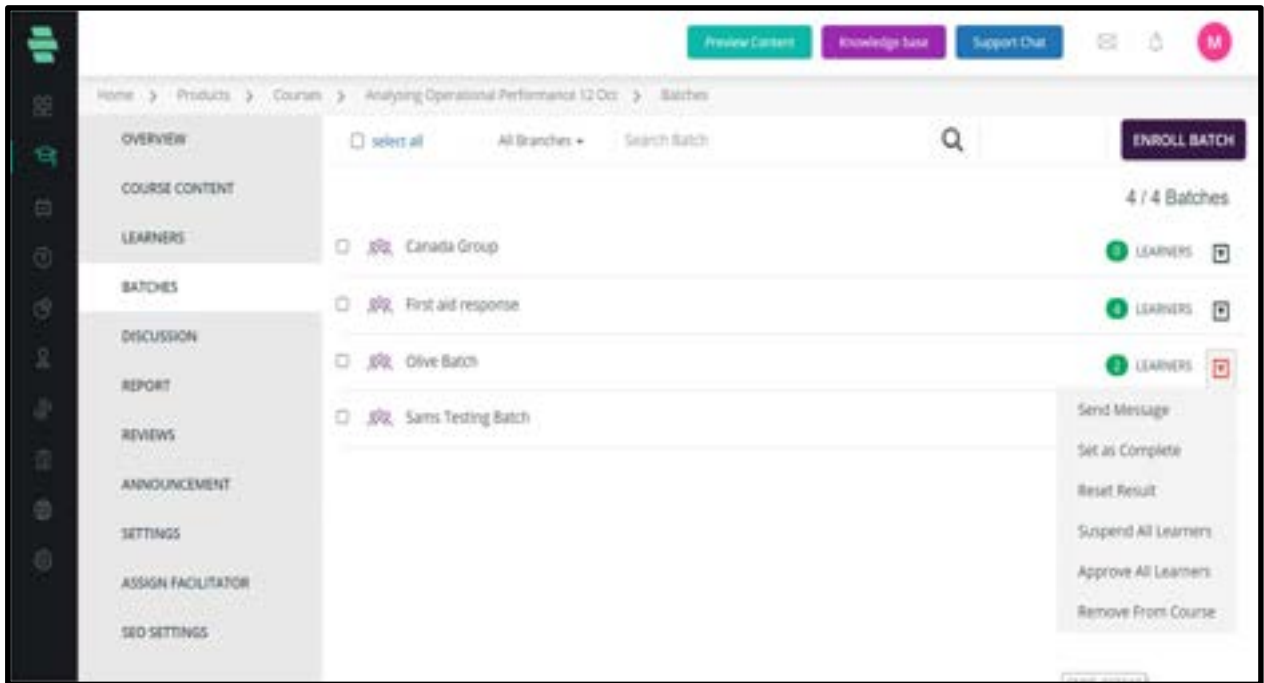 Preview Content Knowledge base Support Chat M
Home > Products > Courses > Analysing Operational Performance 12 Oct > Batches
OVERVIEW
COURSE CONTENT
LEARNERS
BATCHES
DISCUSSION
REPORT
REVIEWS
ANNOUNCEMENT
SETTINGS
ASSIGN FACILITATOR
SEO SETTINGS
select all All Branches Search Batch ENROLL BATCH
4 / 4 Batches
Canada Group LEARNERS
First aid response 4 LEARNERS
Olive Batch 2 LEARNERS
Sams Testing Batch
Send Message
Set as Complete
Reset Result
Suspend All Learners
Approve All Learners
Remove From Course